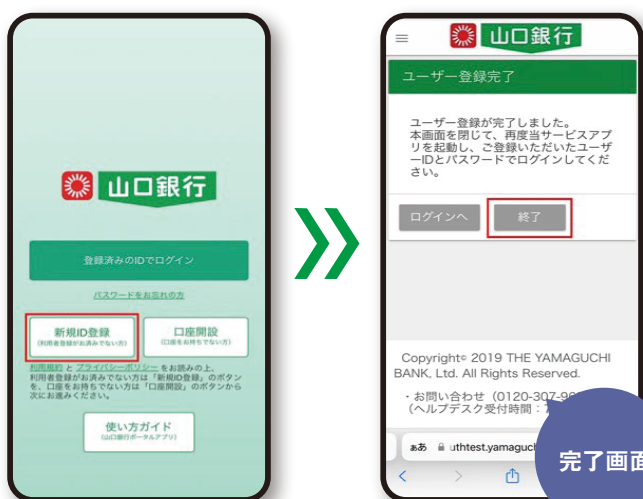 山口銀行
登録済みのIDでログイン
パスワードをお忘れの方
新規ID登録
(利用者登録がお済みでない方)
口座開設
(口座をお持ちでない方)
利用規約 と プライバシーポリシー をお読みの上、
利用者登録がお済みでない方は「新規ID登録」のボタン
を、口座をお持ちでない方は「口座開設」のボタンから
次にお進みください。
使い方ガイド
(山口銀行ポータルアプリ)
山口銀行
ユーザー登録完了
ユーザー登録が完了しました。
本画面を閉じて、再度当サービスアプ
リを起動し、ご登録いただいたユーザ
ーIDとパスワードでログインしてくだ
さい。
ログインへ
終了
Copyright© 2019 THE YAMAGUCHI
BANK, Ltd. All Rights Reserved.
・お問い合わせ（0120-307-9
（ヘルプデスク受付時間：
ぁあ uthtest.yamaguc
完了画面